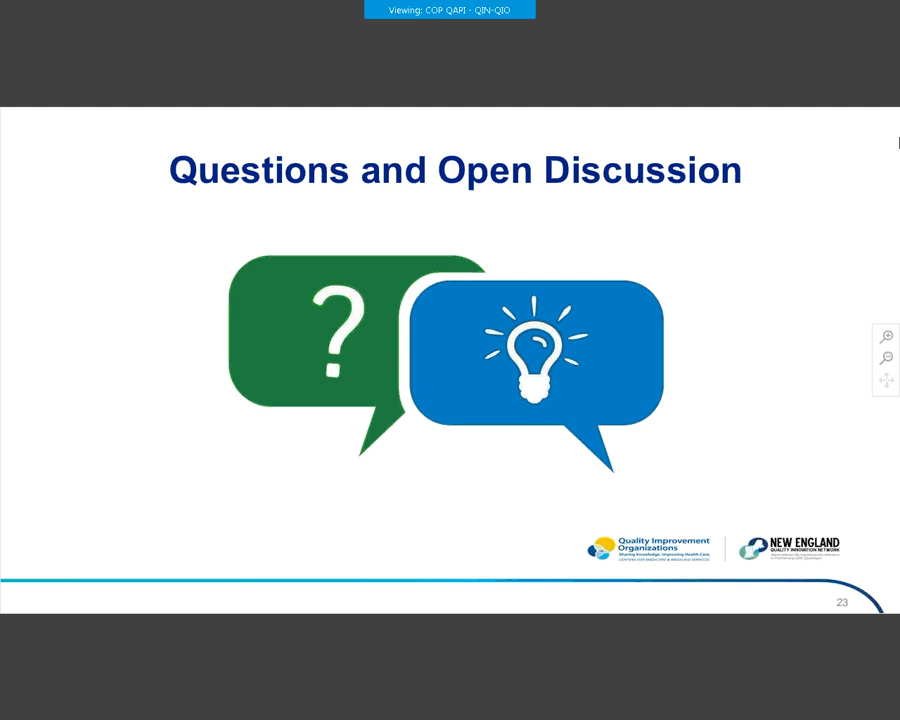 Viewing: COP QAPI - QIN-QIO
Questions and Open Discussion
?
Quality Improvement
Organizations
Sharing Knowledge. Improving Health Care.
CENTERS FOR MEDICARE & MEDICAID SERVICES
NEW ENGLAND
QUALITY INNOVATION NETWORK
23